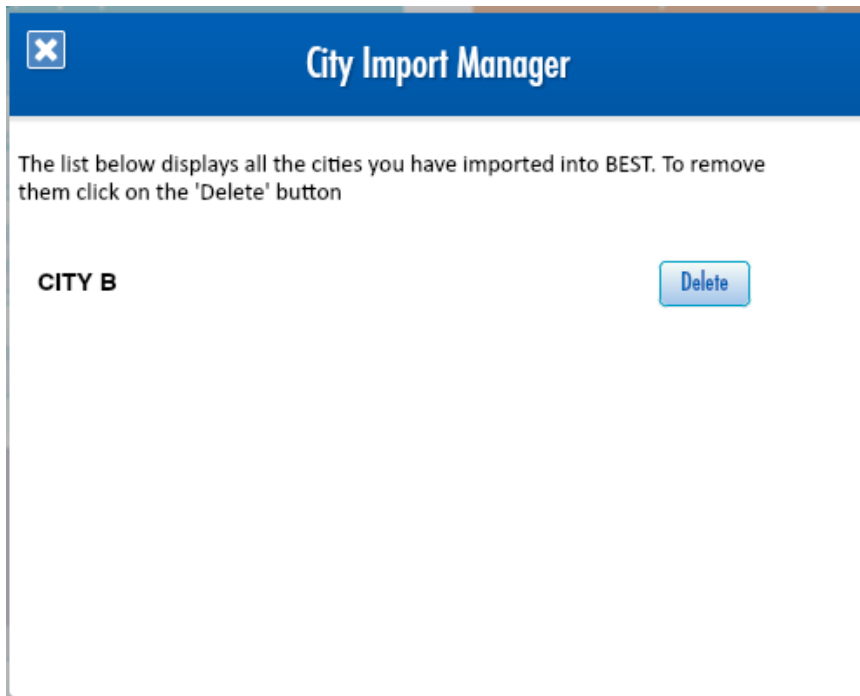 City Import Manager
The list below displays all the cities you have imported into BEST. To remove
them click on the 'Delete' button
CITY B
Delete